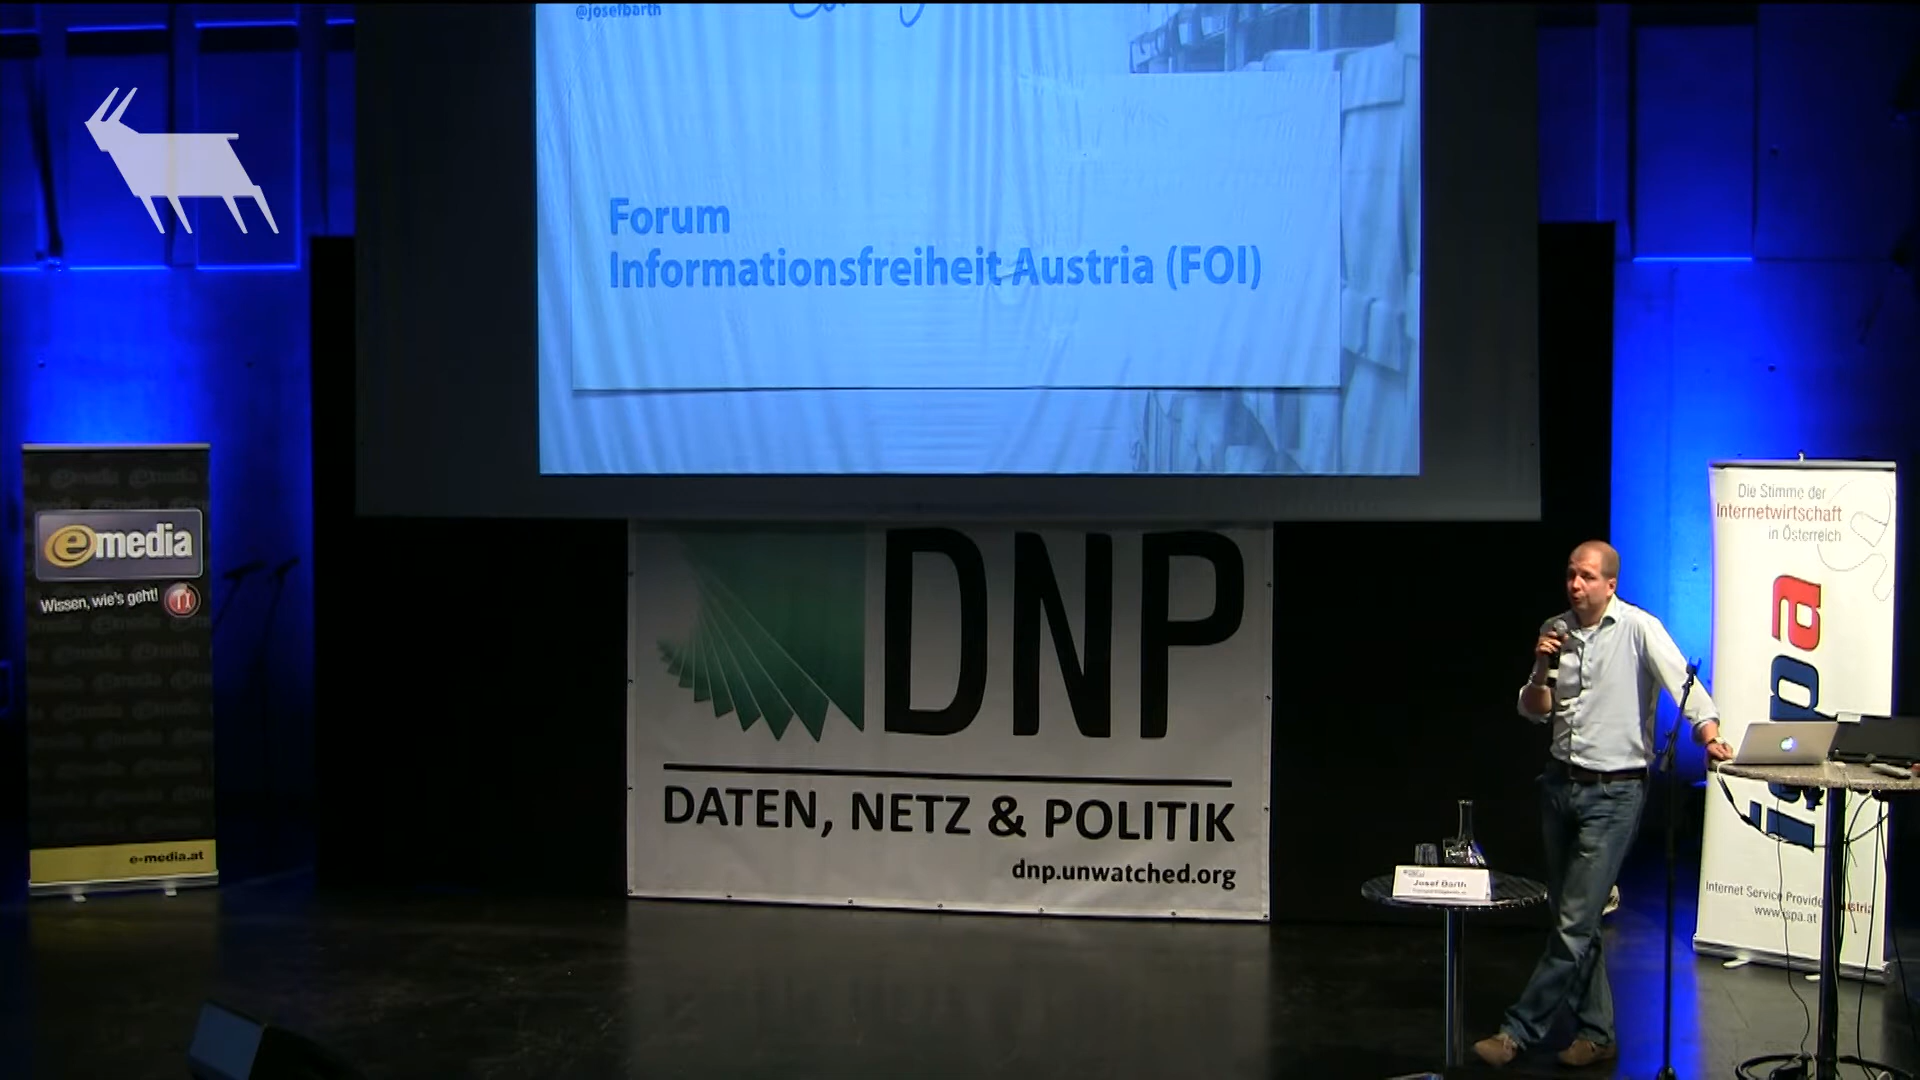 @josefbarth
Forum
Informationsfreiheit Austria (FOI)
emedia
Wissen, wie's geht!
e-media.at
DNP
DATEN, NETZ & POLITIK
dnp.unwatched.org
Josef Barth
Die Stimme der
Internetwirtschaft
in Österreich
ispa
Internet Service Provide
www.ispa.at